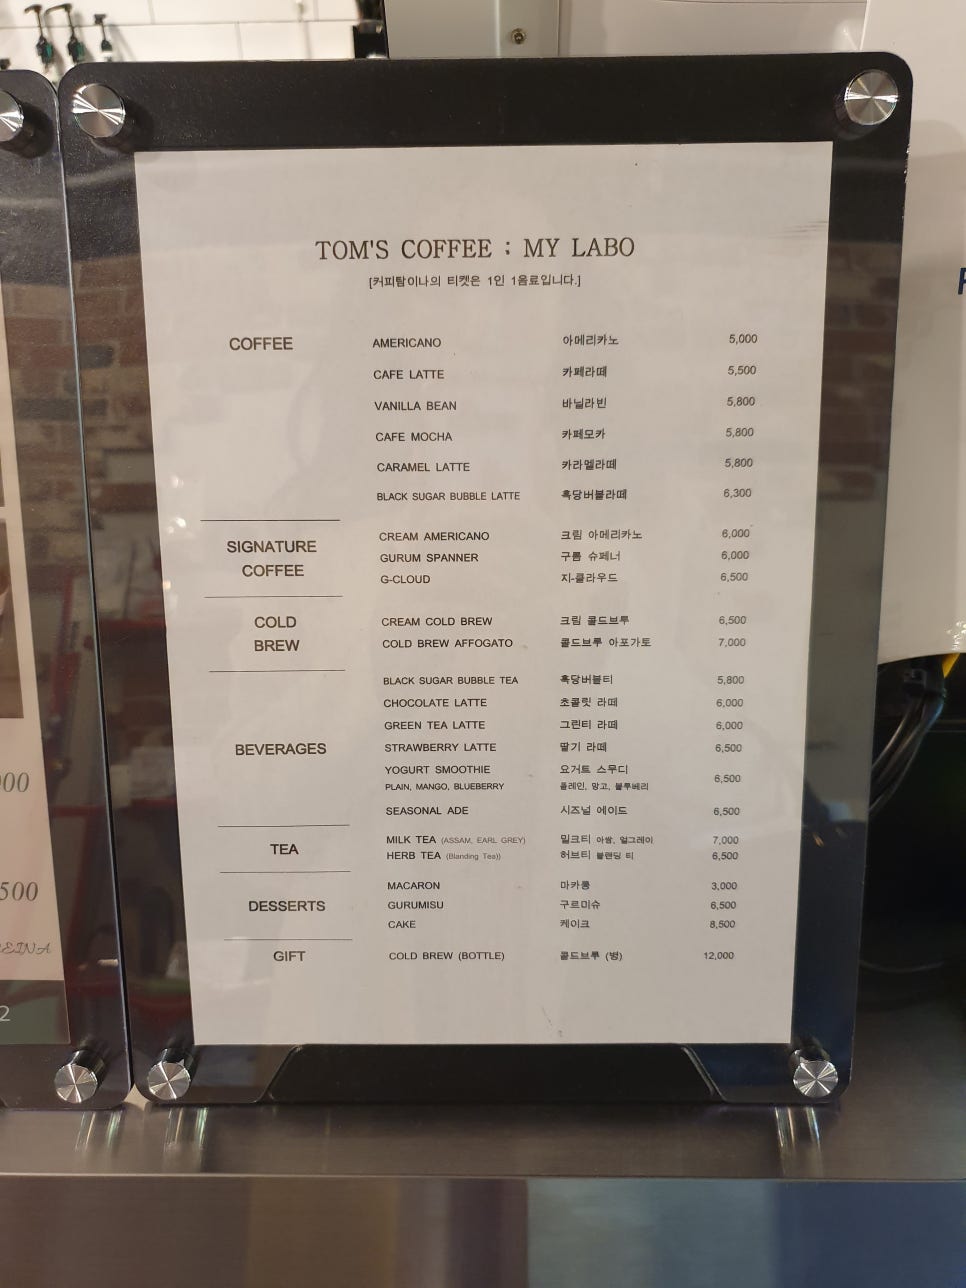 TOM'S COFFEE ; MY LABO
[커피탐이나의 티켓은 1인 1음료입니다.]
COFFEE
AMERICANO 아메리카노 5,000
CAFE LATTE 카페라떼 5,500
VANILLA BEAN 바닐라빈 5,800
CAFE MOCHA 카페모카 5,800
CARAMEL LATTE 카라멜라떼 5,800
BLACK SUGAR BUBBLE LATTE 흑당버블라떼 6,300
SIGNATURE
COFFEE
CREAM AMERICANO 크림 아메리카노 6,000
GURUM SPANNER 구름 슈페너 6,000
G-CLOUD 지-클라우드 6,500
COLD
BREW
CREAM COLD BREW 크림 콜드브루 6,500
COLD BREW AFFOGATO 콜드브루 아포가토 7,000
BEVERAGES
BLACK SUGAR BUBBLE TEA 흑당버블티 5,800
CHOCOLATE LATTE 초콜릿 라떼 6,000
GREEN TEA LATTE 그린티 라떼 6,000
STRAWBERRY LATTE 딸기 라떼 6,500
YOGURT SMOOTHIE 요거트 스무디 6,500
PLAIN, MANGO, BLUEBERRY 플레인, 망고, 블루베리
SEASONAL ADE 시즈널 에이드 6,500
TEA
MILK TEA (ASSAM, EARL GREY) 밀크티 아쌈, 얼그레이 7,000
HERB TEA (Blanding Tea)) 허브티 블랜딩 티 6,500
DESSERTS
MACARON 마카롱 3,000
GURUMISU 구르미슈 6,500
CAKE 케이크 8,500
GIFT
COLD BREW (BOTTLE) 콜드브루 (병) 12,000
000
500
2